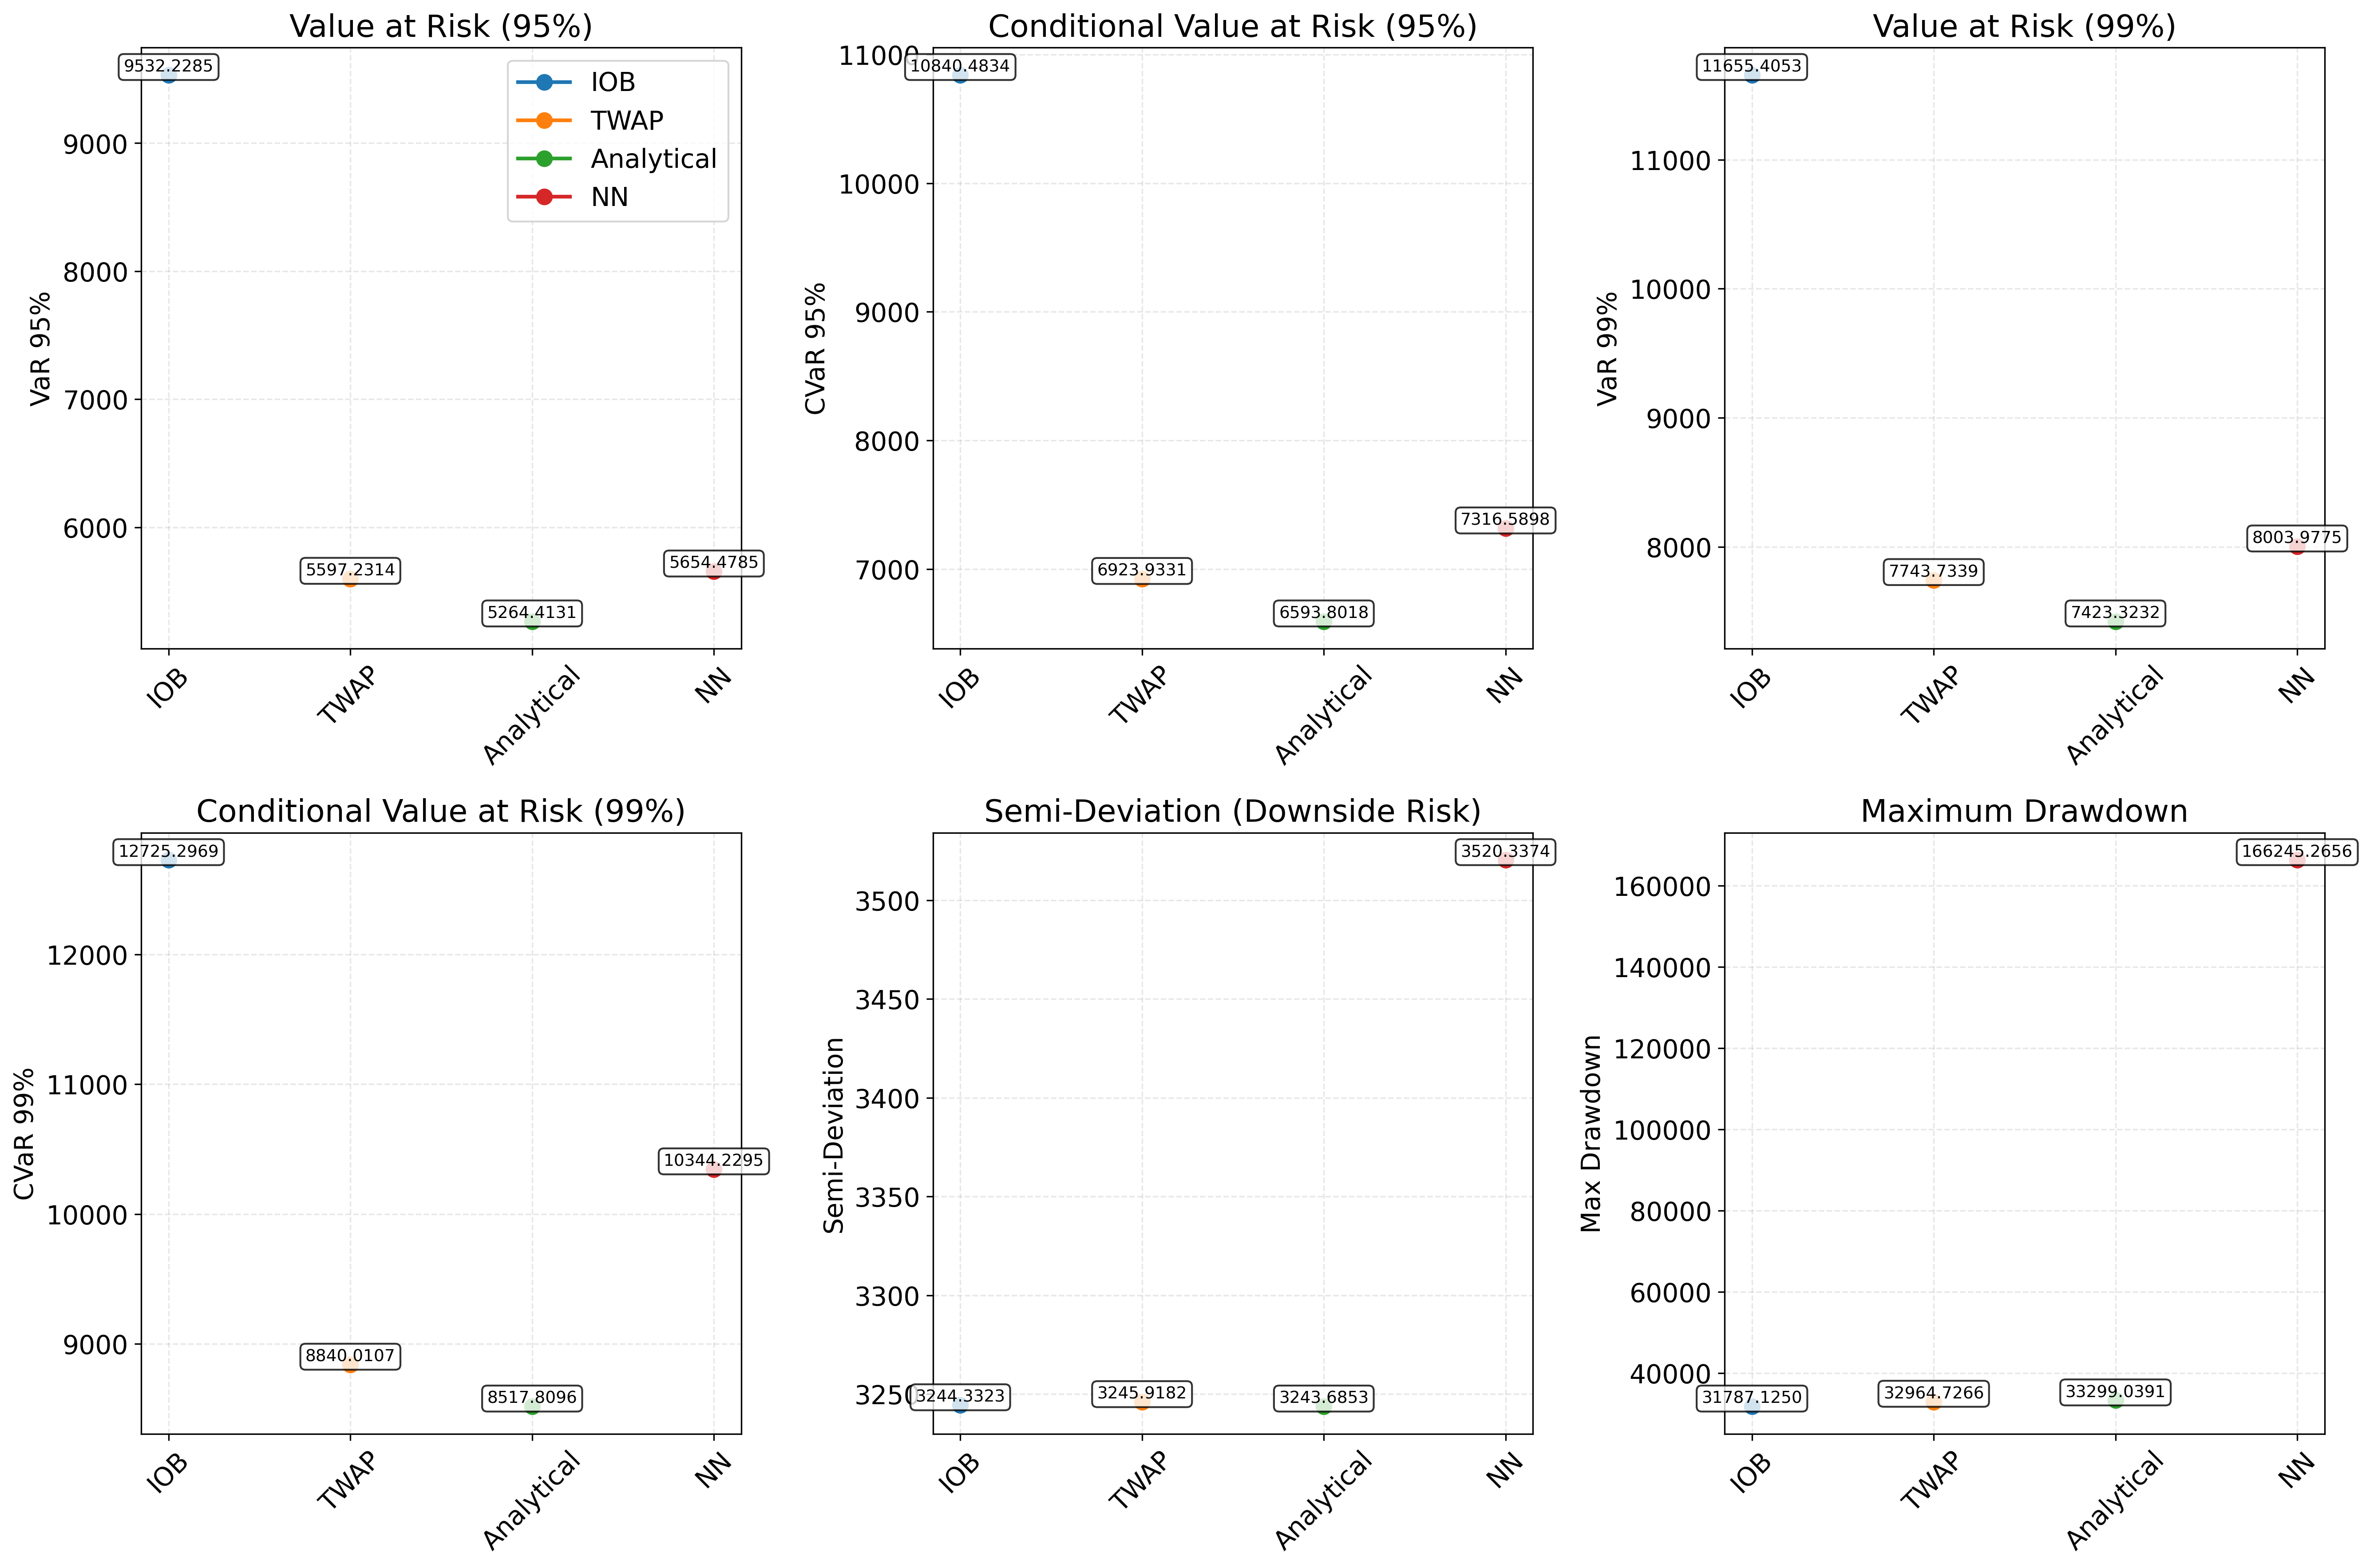 Value at Risk (95%)
VaR 95%
9000
8000
7000
6000
9532.2285
5597.2314
5264.4131
5654.4785
IOB
TWAP
Analytical
NN
IOB
TWAP
Analytical
NN
Conditional Value at Risk (95%)
CVaR 95%
11000
10000
9000
8000
7000
10840.4834
6923.9331
6593.8018
7316.5898
IOB
TWAP
Analytical
NN
Value at Risk (99%)
VaR 99%
11000
10000
9000
8000
11655.4053
7743.7339
7423.3232
8003.9775
IOB
TWAP
Analytical
NN
Conditional Value at Risk (99%)
CVaR 99%
12000
11000
10000
9000
12725.2969
8840.0107
8517.8096
10344.2295
IOB
TWAP
Analytical
NN
Semi-Deviation (Downside Risk)
Semi-Deviation
3500
3450
3400
3350
3300
3250
3244.3323
3245.9182
3243.6853
3520.3374
IOB
TWAP
Analytical
NN
Maximum Drawdown
Max Drawdown
160000
140000
120000
100000
80000
60000
40000
31787.1250
32964.7266
33299.0391
166245.2656
IOB
TWAP
Analytical
NN